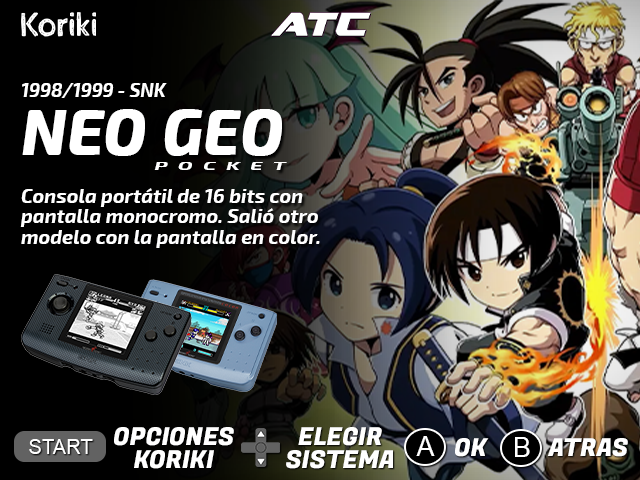 Koriki
ATC
1998/1999 - SNK
NEO GEO
POCKET
Consola portátil de 16 bits con
pantalla monocromo. Salió otro
modelo con la pantalla en color.
START
OPCIONES
KORIKI
ELEGIR
SISTEMA
A OK
B ATRAS